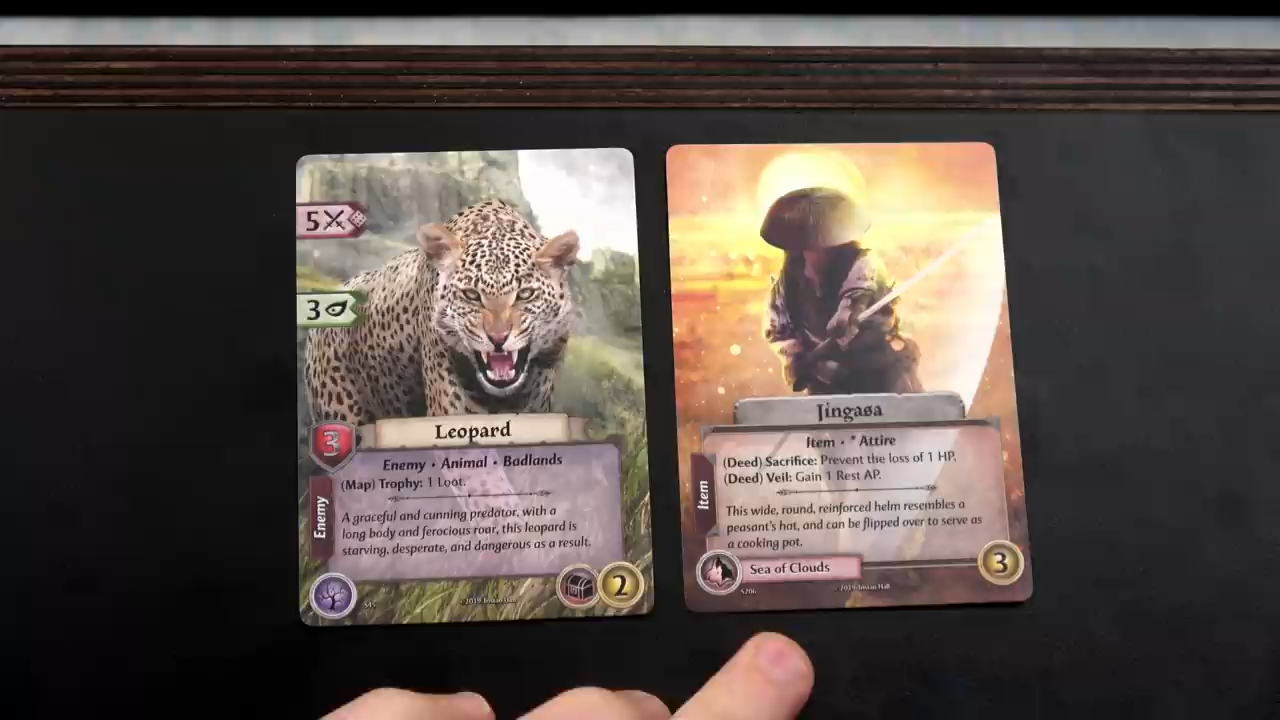 5
3
3
Leopard
Enemy • Animal • Badlands
(Map) Trophy: 1 Loot.
A graceful and cunning predator, with a
long body and ferocious roar, this leopard is
starving, desperate, and dangerous as a result.
Enemy
2
Jingasa
Item • * Attire
(Deed) Sacrifice: Prevent the loss of 1 HP.
(Deed) Veil: Gain 1 Rest AP.
This wide, round, reinforced helm resembles a
peasant's hat, and can be flipped over to serve as
a cooking pot.
Item
Sea of Clouds
3
S206